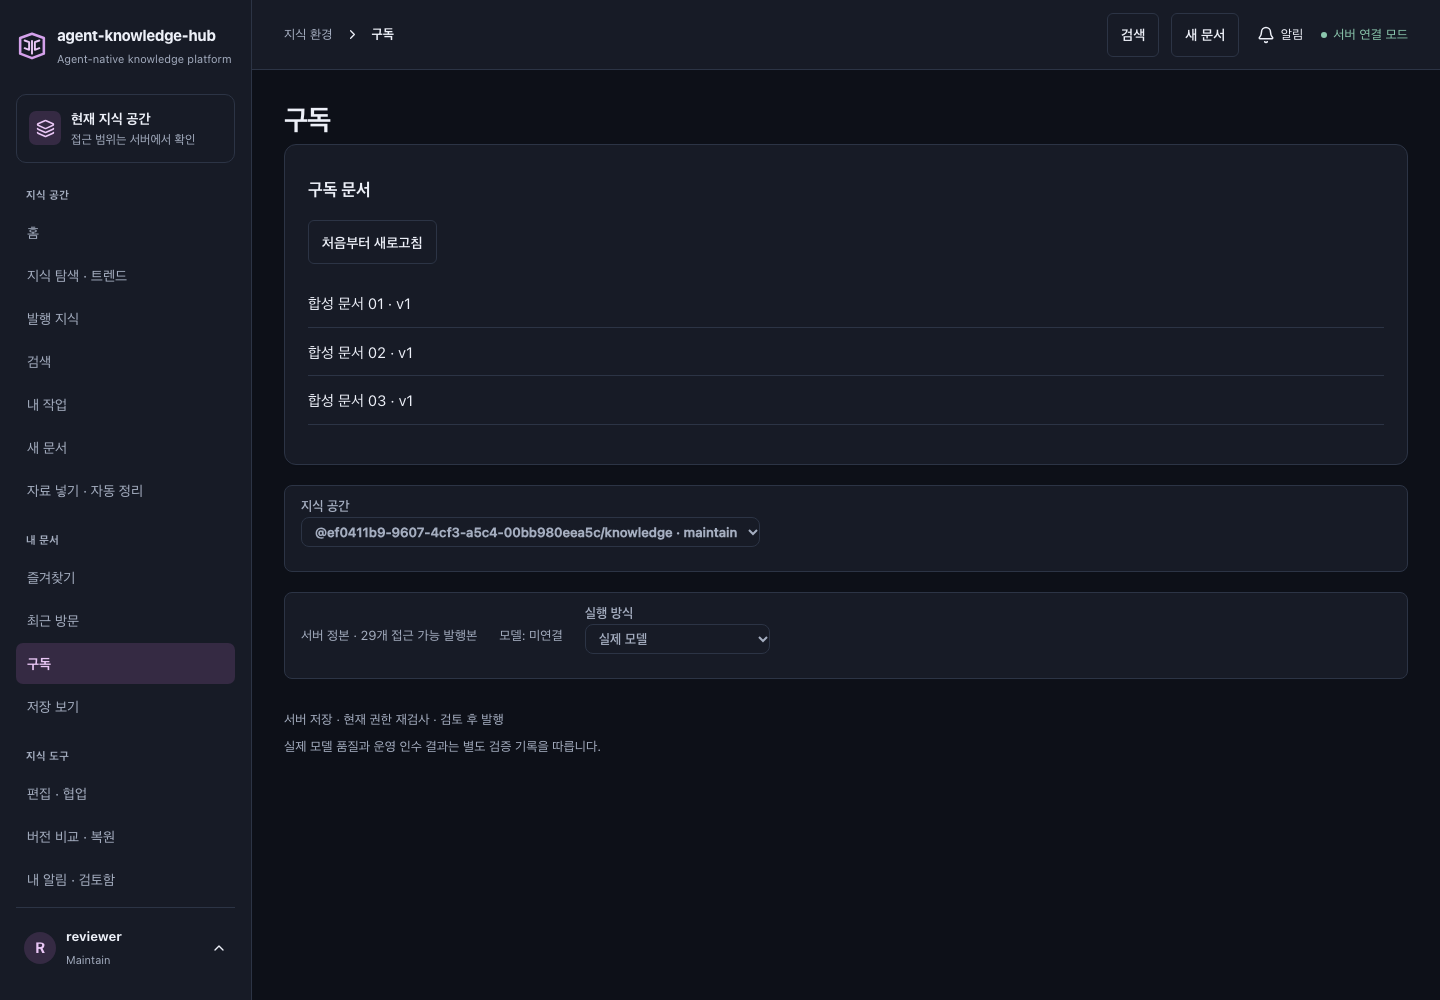 agent-knowledge-hub
Agent-native knowledge platform
현재 지식 공간
접근 범위는 서버에서 확인
지식 공간
홈
지식 탐색 · 트렌드
발행 지식
검색
내 작업
새 문서
자료 넣기 · 자동 정리
내 문서
즐겨찾기
최근 방문
구독
저장 보기
지식 도구
편집 · 협업
버전 비교 · 복원
내 알림 · 검토함
R
reviewer
Maintain
지식 환경 > 구독
검색
새 문서
알림
서버 연결 모드
구독
구독 문서
처음부터 새로고침
합성 문서 01 · v1
합성 문서 02 · v1
합성 문서 03 · v1
지식 공간
@ef0411b9-9607-4cf3-a5c4-00bb980eea5c/knowledge · maintain
서버 정본 · 29개 접근 가능 발행본
모델: 미연결
실행 방식
실제 모델
서버 저장 · 현재 권한 재검사 · 검토 후 발행
실제 모델 품질과 운영 인수 결과는 별도 검증 기록을 따릅니다.